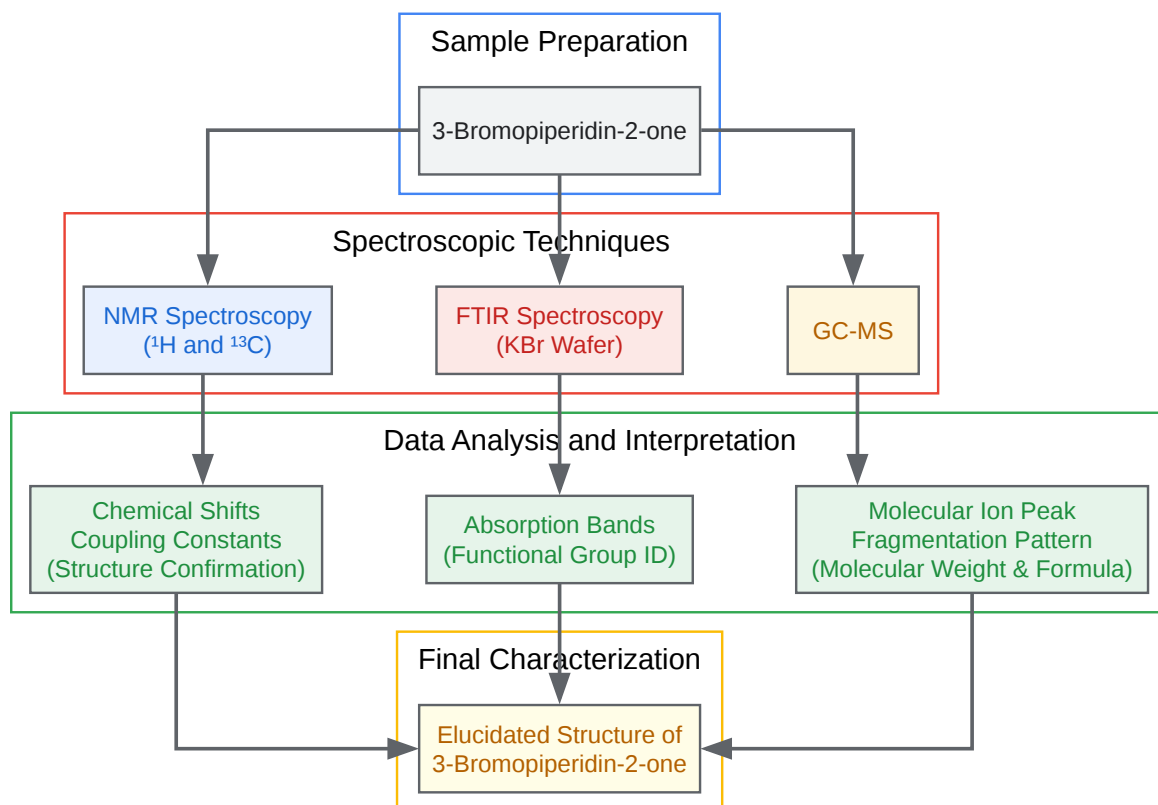 Sample Preparation
3-Bromopiperidin-2-one
Spectroscopic Techniques
NMR Spectroscopy
(¹H and ¹³C)
FTIR Spectroscopy
(KBr Wafer)
GC-MS
Data Analysis and Interpretation
Chemical Shifts
Coupling Constants
(Structure Confirmation)
Absorption Bands
(Functional Group ID)
Molecular Ion Peak
Fragmentation Pattern
(Molecular Weight & Formula)
Final Characterization
Elucidated Structure of
3-Bromopiperidin-2-one